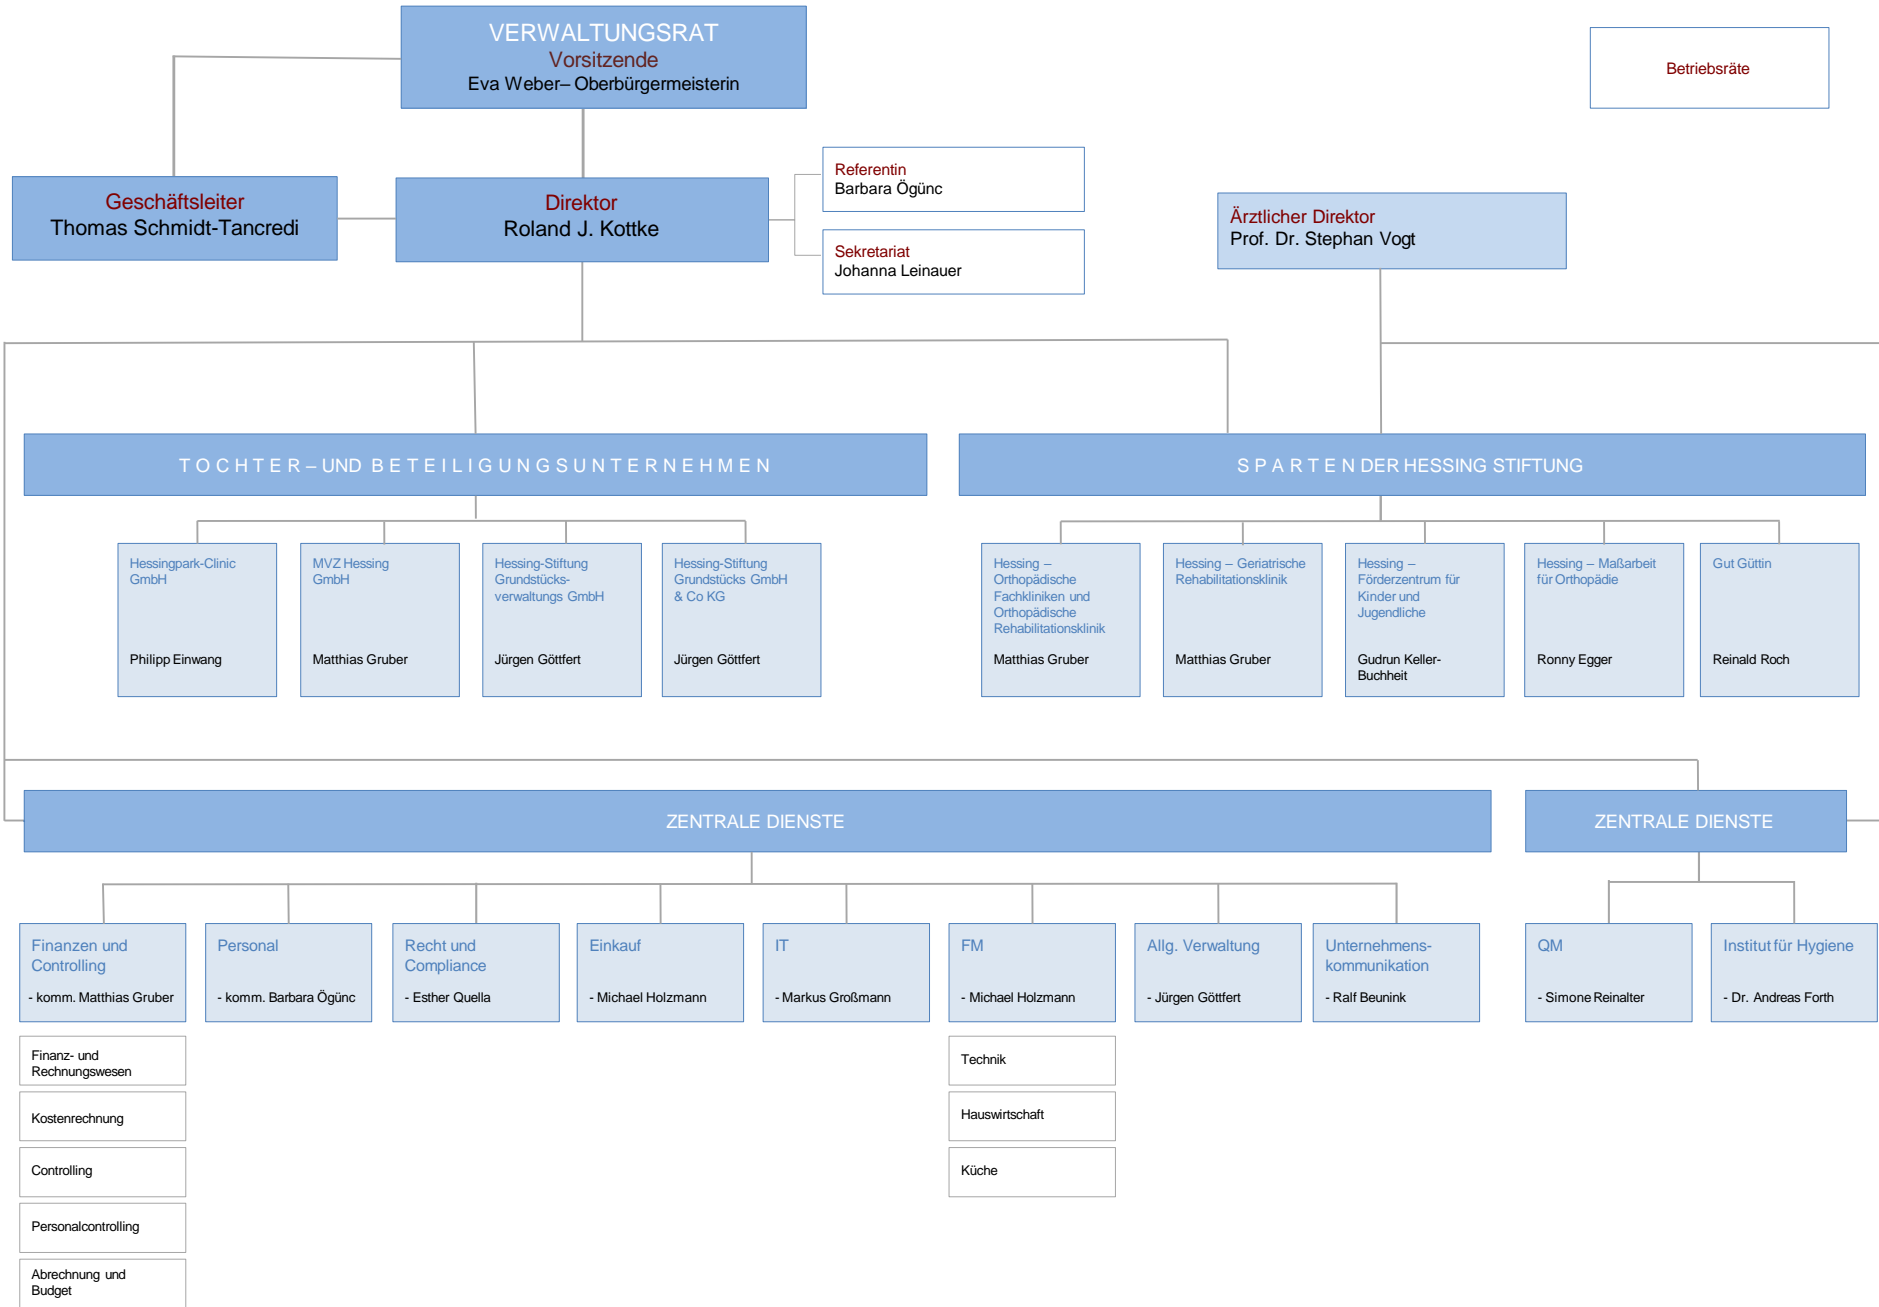 VERWALTUNGSRAT
Vorsitzende
Eva Weber– Oberbürgermeisterin
Betriebsräte
Geschäftsleiter
Thomas Schmidt-Tancredi
Direktor
Roland J. Kottke
Referentin
Barbara Ögünc
Sekretariat
Johanna Leinauer
Ärztlicher Direktor
Prof. Dr. Stephan Vogt
T O C H T E R – UND B E T E I L I G U N G S U N T E R N E H M E N
S P A R T E N DER HESSING STIFTUNG
Hessingpark-Clinic
GmbH
Philipp Einwang
MVZ Hessing
GmbH
Matthias Gruber
Hessing-Stiftung
Grundstücks-
verwaltungs GmbH
Jürgen Göttfert
Hessing-Stiftung
Grundstücks GmbH
& Co KG
Jürgen Göttfert
Hessing –
Orthopädische
Fachkliniken und
Orthopädische
Rehabilitationsklinik
Matthias Gruber
Hessing – Geriatrische
Rehabilitationsklinik
Matthias Gruber
Hessing –
Förderzentrum für
Kinder und
Jugendliche
Gudrun Keller-
Buchheit
Hessing – Maßarbeit
für Orthopädie
Ronny Egger
Gut Güttin
Reinald Roch
ZENTRALE DIENSTE
ZENTRALE DIENSTE
Finanzen und
Controlling
- komm. Matthias Gruber
Personal
- komm. Barbara Ögünc
Recht und
Compliance
- Esther Quella
Einkauf
- Michael Holzmann
IT
- Markus Großmann
FM
- Michael Holzmann
Allg. Verwaltung
- Jürgen Göttfert
Unternehmens-
kommunikation
- Ralf Beunink
QM
- Simone Reinalter
Institut für Hygiene
- Dr. Andreas Forth
Finanz- und
Rechnungswesen
Kostenrechnung
Controlling
Personalcontrolling
Abrechnung und
Budget
Technik
Hauswirtschaft
Küche